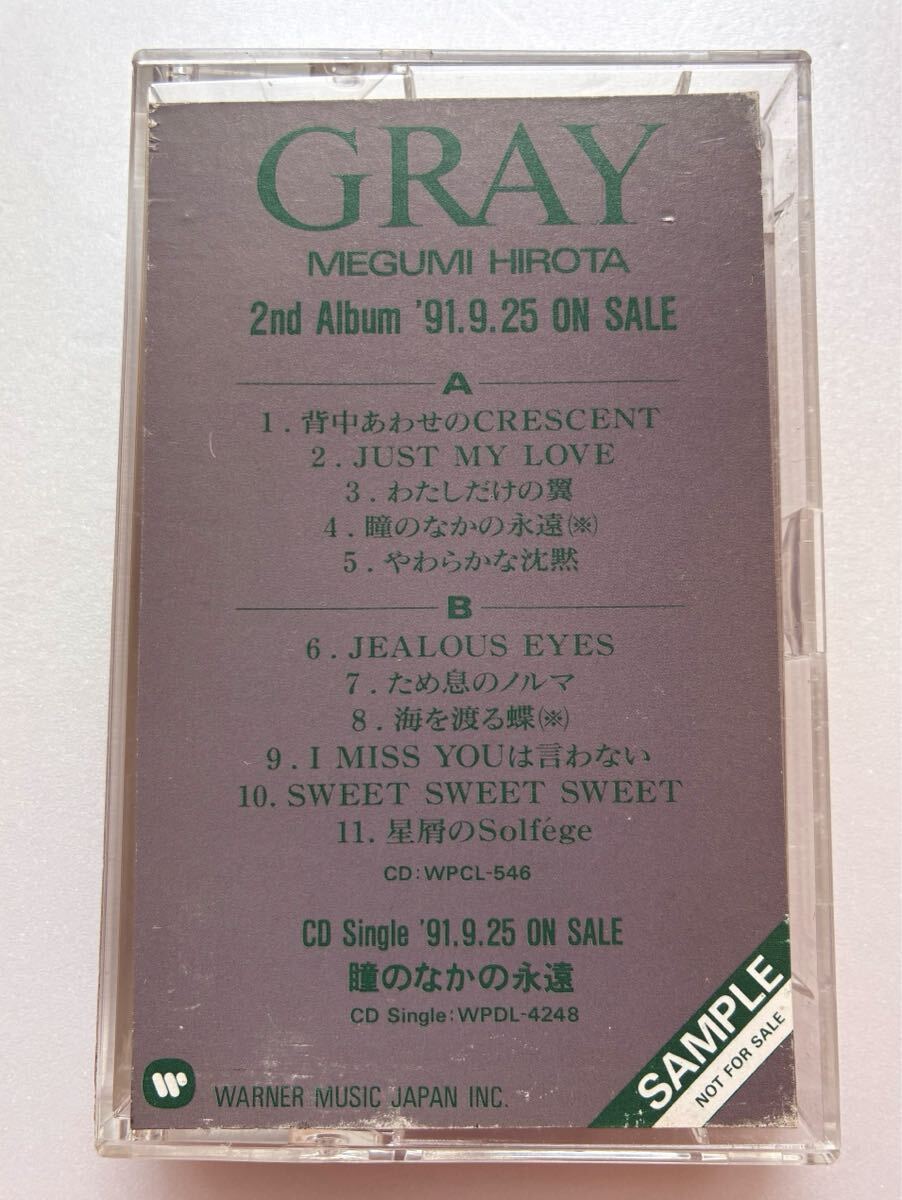 GRAY
MEGUMI HIROTA
2nd Album '91.9.25 ON SALE
A
1. 背中あわせのCRESCENT
2. JUST MY LOVE
3. わたしだけの翼
4. 瞳のなかの永遠(※)
5. やわらかな沈黙
B
6. JEALOUS EYES
7. ため息のノルマ
8. 海を渡る蝶(※)
9. I MISS YOUは言わない
10. SWEET SWEET SWEET
11. 星屑のSolfége
CD:WPCL-546
CD Single '91.9.25 ON SALE
瞳のなかの永遠
CD Single:WPDL-4248
SAMPLE
NOT FOR SALE
WARNER MUSIC JAPAN INC.